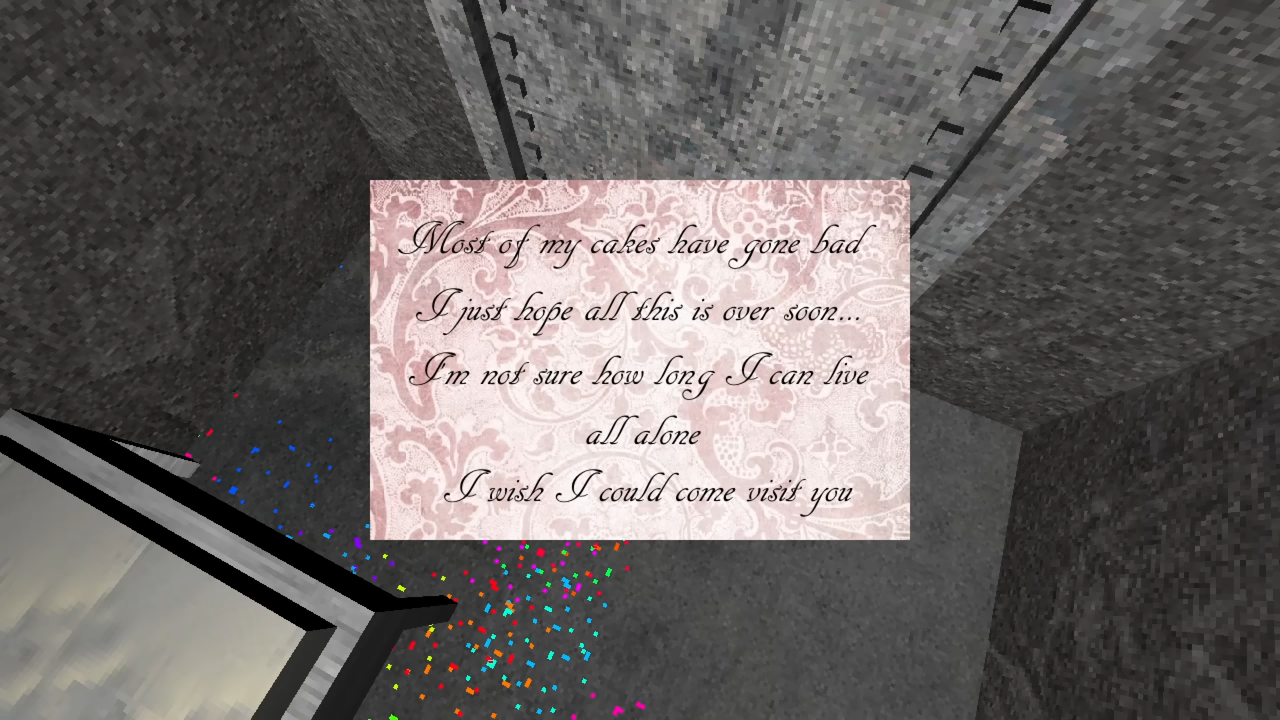 Most of my cakes have gone bad
I just hope all this is over soon...
I'm not sure how long I can live
all alone
I wish I could come visit you